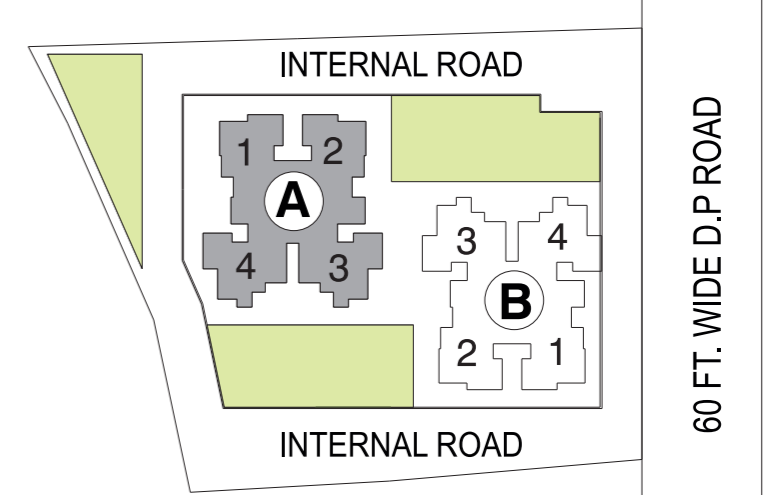 INTERNAL ROAD
1 2
A
4 3
3 4
B
2 1
INTERNAL ROAD
60 FT. WIDE D.P ROAD